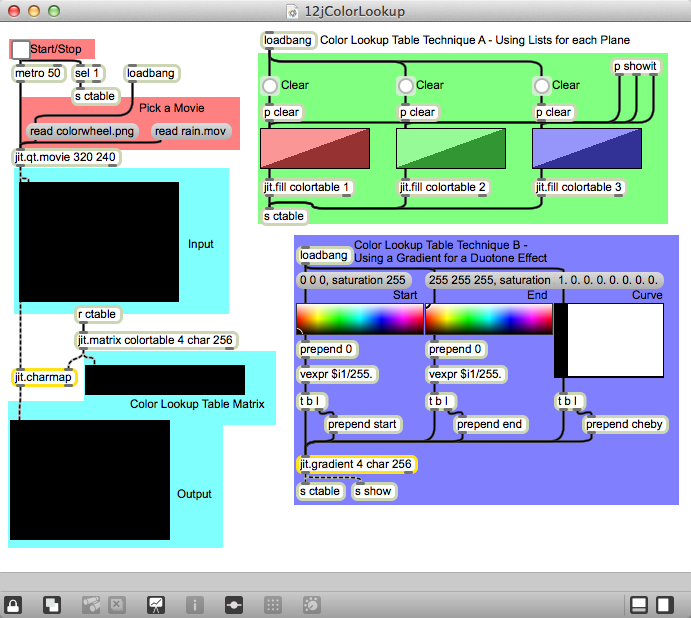 12jColorLookup
Start/Stop
metro 50
sel 1
loadbang
s ctable
Pick a Movie
read colorwheel.png
read rain.mov
jit.qt.movie 320 240
Input
r ctable
jit.matrix colortable 4 char 256
jit.charmap
Color Lookup Table Matrix
Output
loadbang
Color Lookup Table Technique A - Using Lists for each Plane
p showit
Clear
Clear
Clear
p clear
p clear
p clear
jit.fill colortable 1
jit.fill colortable 2
jit.fill colortable 3
s ctable
Color Lookup Table Technique B -
loadbang
Using a Gradient for a Duotone Effect
0 0 0, saturation 255
255 255 255, saturation
1. 0. 0. 0. 0. 0. 0. 0.
Start
End
Curve
prepend 0
prepend 0
vexpr $i1/255.
vexpr $i1/255.
t b l
t b l
t b l
prepend start
prepend end
prepend cheby
jit.gradient 4 char 256
s ctable
s show